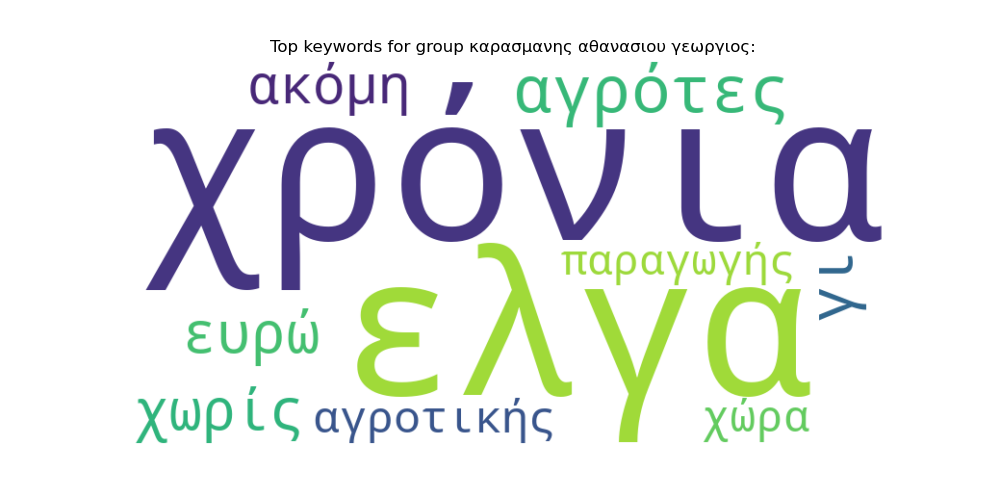 Top keywords for group καρασμανης αθανασιου γεωργιος:
ακόμη
αγρότες
χρόνια
παραγωγής
γι
ελγα
ευρώ
χωρίς
αγροτικής
χώρα